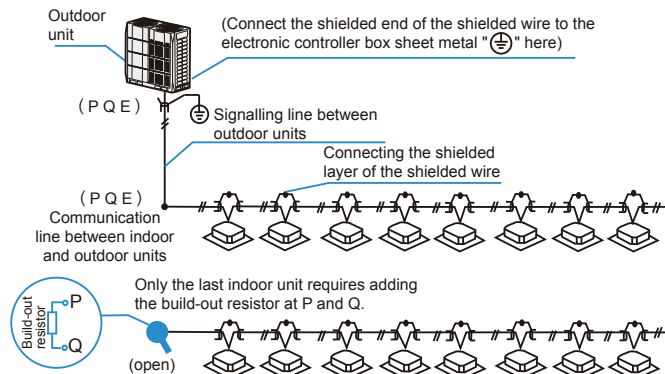 Outdoor
unit
(Connect the shielded end of the shielded wire to the
electronic controller box sheet metal " " here)
(P Q E)
Signalling line between
outdoor units
Connecting the shielded
layer of the shielded wire
(P Q E)
Communication
line between indoor
and outdoor units
Only the last indoor unit requires adding
the build-out resistor at P and Q.
Build-out
resistor
P
Q
(open)